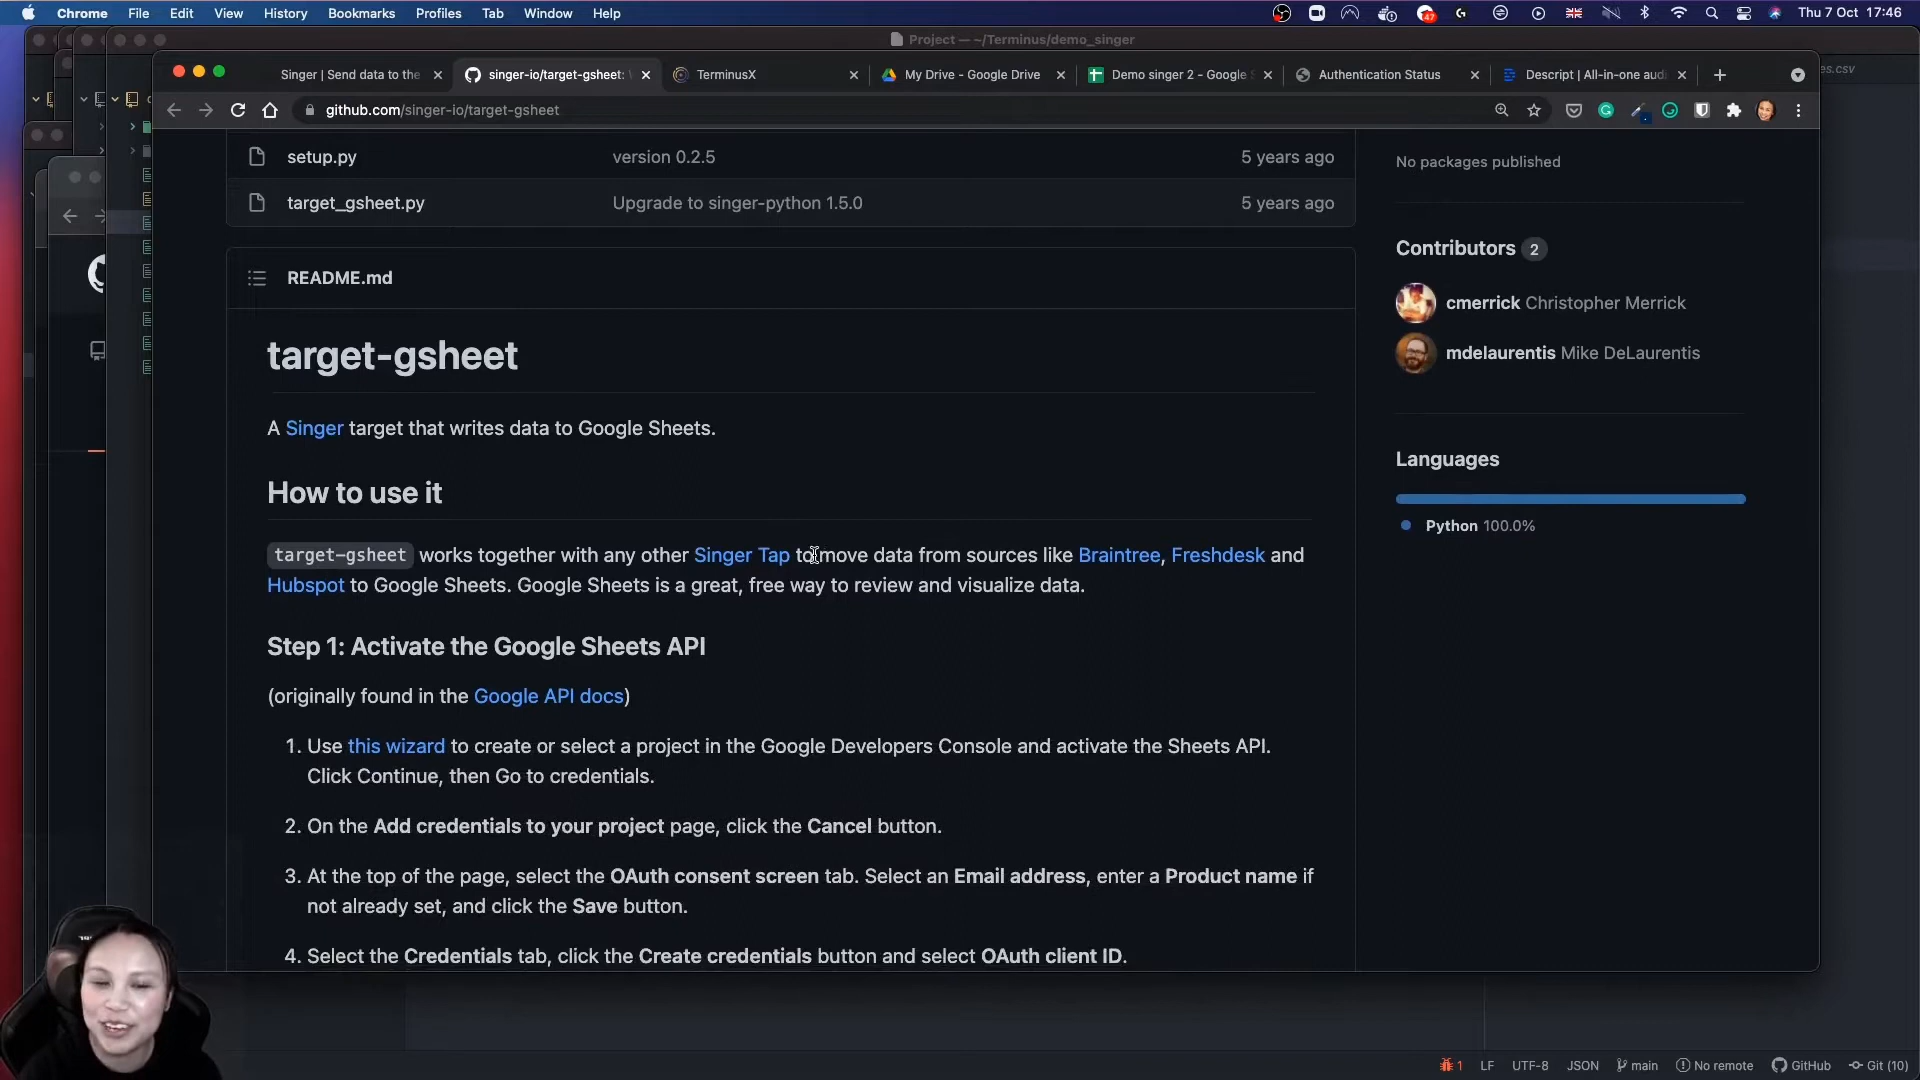 Chrome File Edit View History Bookmarks Profiles Tab Window Help
47
Thu 7 Oct 17:46
Project — ~/Terminus/demo_singer
Singer | Send data to the
singer-io/target-gsheet:
TerminusX
My Drive - Google Drive
Demo singer 2 - Google S
Authentication Status
Descript | All-in-one aud
es.csv
github.com/singer-io/target-gsheet
setup.py version 0.2.5 5 years ago
target_gsheet.py Upgrade to singer-python 1.5.0 5 years ago
README.md
target-gsheet
A Singer target that writes data to Google Sheets.
How to use it
target-gsheet works together with any other Singer Tap to move data from sources like Braintree, Freshdesk and
Hubspot to Google Sheets. Google Sheets is a great, free way to review and visualize data.
Step 1: Activate the Google Sheets API
(originally found in the Google API docs)
1. Use this wizard to create or select a project in the Google Developers Console and activate the Sheets API.
Click Continue, then Go to credentials.
2. On the Add credentials to your project page, click the Cancel button.
3. At the top of the page, select the OAuth consent screen tab. Select an Email address, enter a Product name if
not already set, and click the Save button.
4. Select the Credentials tab, click the Create credentials button and select OAuth client ID.
No packages published
Contributors 2
cmerrick Christopher Merrick
mdelaurentis Mike DeLaurentis
Languages
Python 100.0%
1 LF UTF-8 JSON main No remote GitHub Git (10)